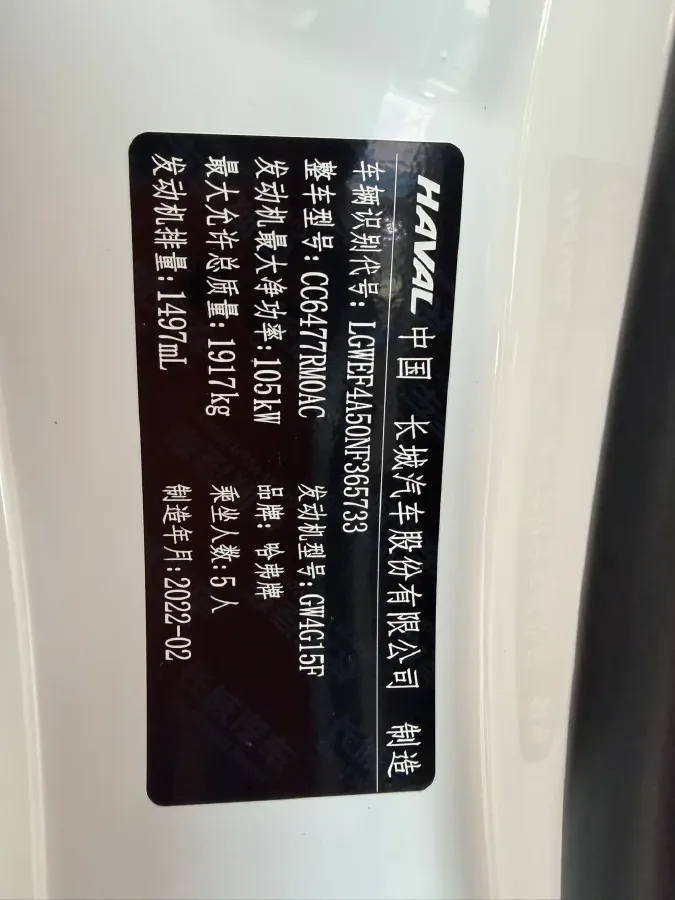 HAVAL 中国 长城汽车股份有限公司 制造
车辆识别代号：LGWEF4A50NF365733
整车型号：CC6477RM0AC 发动机型号：GW4G15F
发动机最大净功率：105kW 品牌：哈弗牌
最大允许总质量：1917kg 乘坐人数：5人
发动机排量：1497mL 制造年月：2022-02